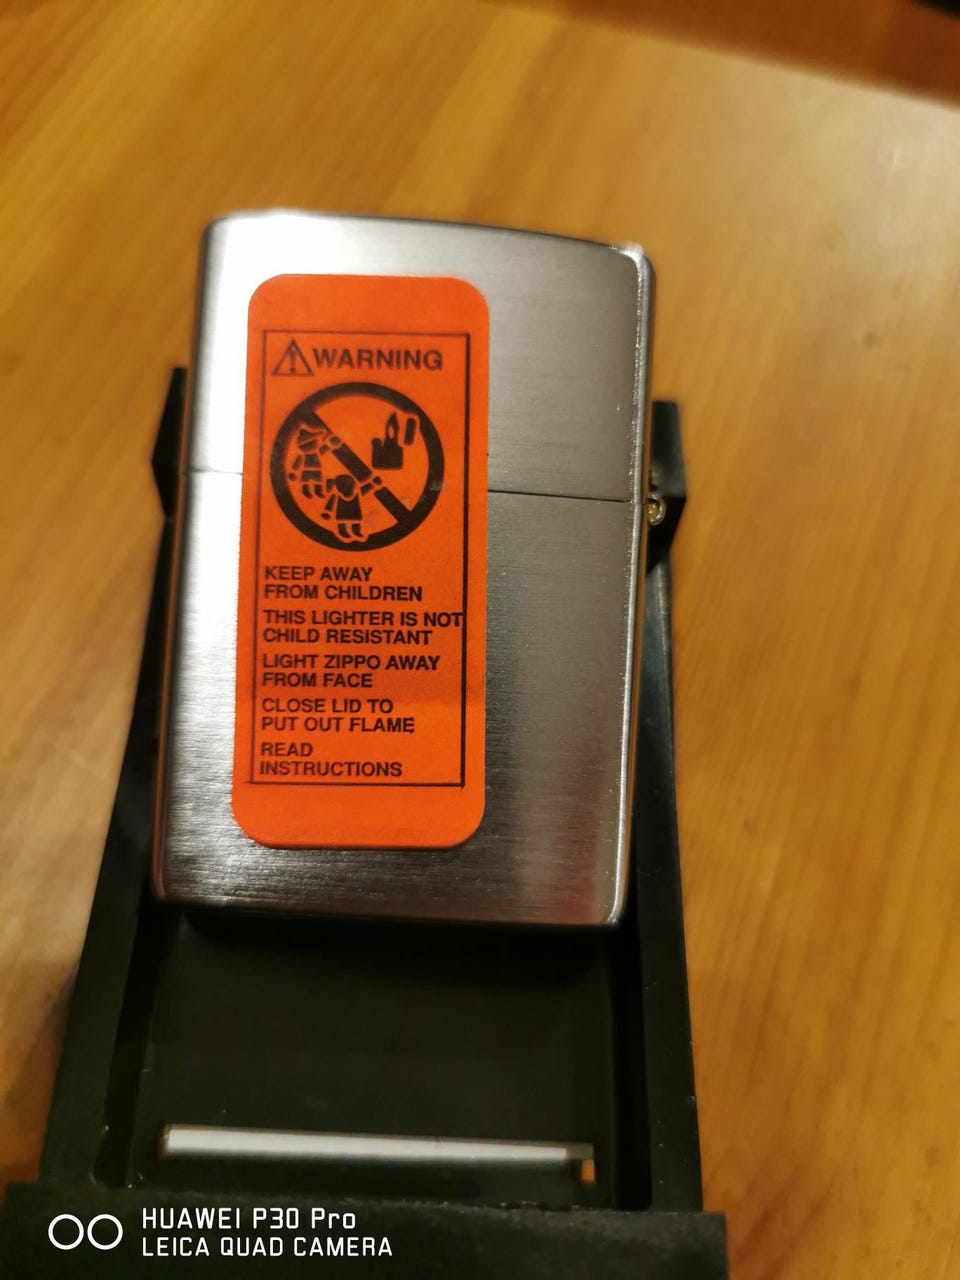 WARNING
KEEP AWAY
FROM CHILDREN
THIS LIGHTER IS NOT
CHILD RESISTANT
LIGHT ZIPPO AWAY
FROM FACE
CLOSE LID TO
PUT OUT FLAME
READ
INSTRUCTIONS
HUAWEI P30 Pro
LEICA QUAD CAMERA